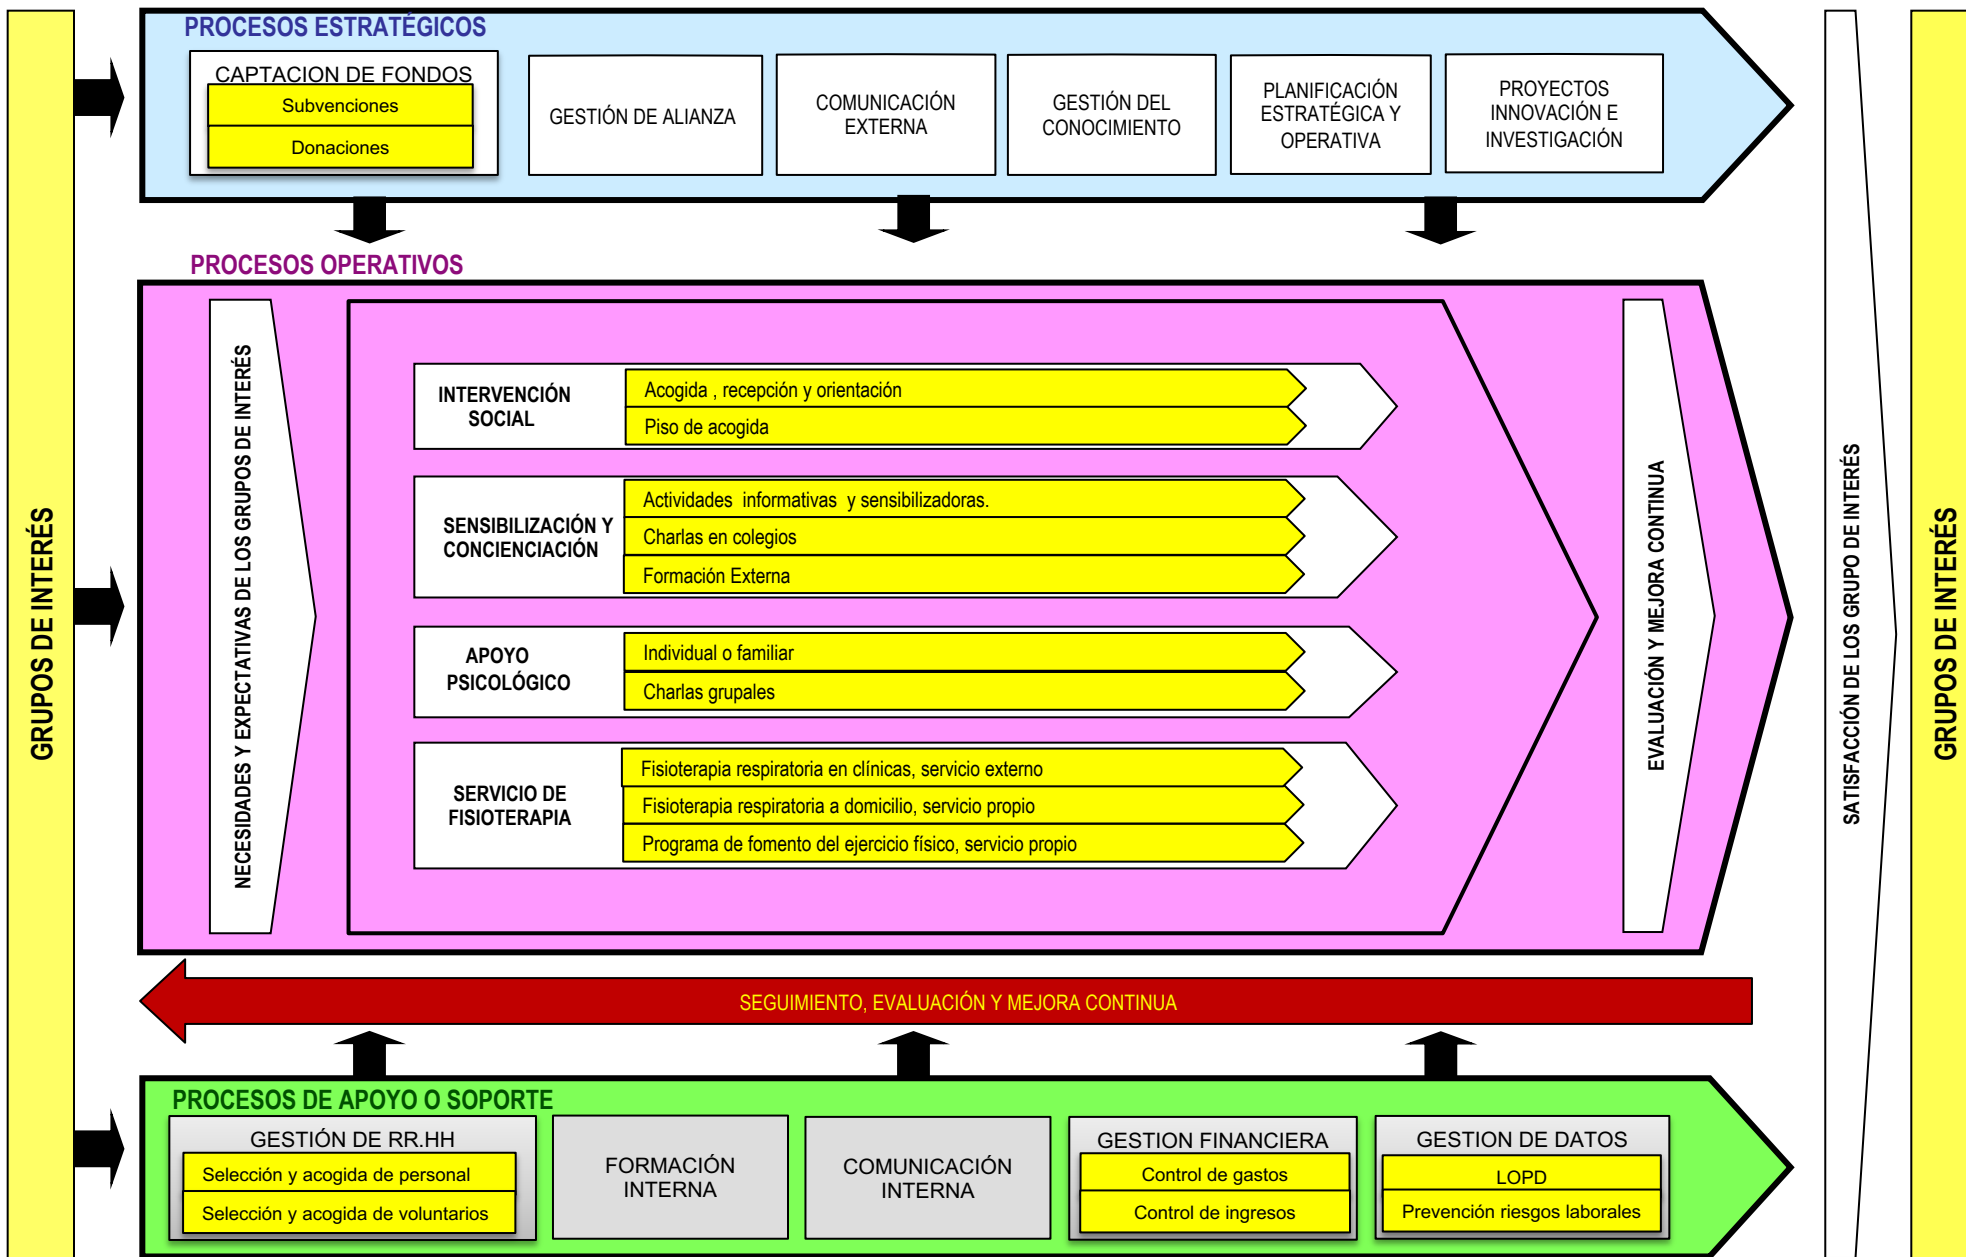 GRUPOS DE INTERÉS
PROCESOS ESTRATÉGICOS
CAPTACION DE FONDOS
Subvenciones
Donaciones
GESTIÓN DE ALIANZA
COMUNICACIÓN
EXTERNA
GESTIÓN DEL
CONOCIMIENTO
PLANIFICACIÓN
ESTRATÉGICA Y
OPERATIVA
PROYECTOS
INNOVACIÓN E
INVESTIGACIÓN
PROCESOS OPERATIVOS
NECESIDADES Y EXPECTATIVAS DE LOS GRUPOS DE INTERÉS
INTERVENCIÓN
SOCIAL
Acogida , recepción y orientación
Piso de acogida
SENSIBILIZACIÓN Y
CONCIENCIACIÓN
Actividades  informativas  y sensibilizadoras.
Charlas en colegios
Formación Externa
APOYO
PSICOLÓGICO
Individual o familiar
Charlas grupales
SERVICIO DE
FISIOTERAPIA
Fisioterapia respiratoria en clínicas, servicio externo
Fisioterapia respiratoria a domicilio, servicio propio
Programa de fomento del ejercicio físico, servicio propio
EVALUACIÓN Y MEJORA CONTINUA
SEGUIMIENTO, EVALUACIÓN Y MEJORA CONTINUA
PROCESOS DE APOYO O SOPORTE
GESTIÓN DE RR.HH
Selección y acogida de personal
Selección y acogida de voluntarios
FORMACIÓN
INTERNA
COMUNICACIÓN
INTERNA
GESTION FINANCIERA
Control de gastos
Control de ingresos
GESTION DE DATOS
LOPD
Prevención riesgos laborales
SATISFACCIÓN DE LOS GRUPO DE INTERÉS
GRUPOS DE INTERÉS